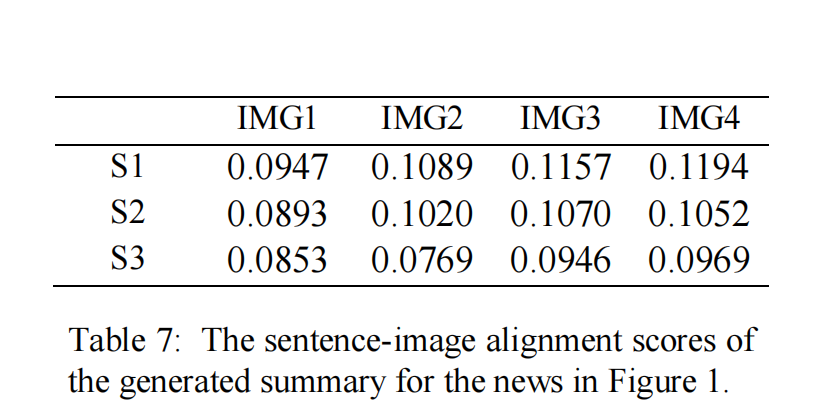 IMG1 IMG2 IMG3 IMG4
S1 0.0947 0.1089 0.1157 0.1194
S2 0.0893 0.1020 0.1070 0.1052
S3 0.0853 0.0769 0.0946 0.0969
Table 7: The sentence-image alignment scores of
the generated summary for the news in Figure 1.